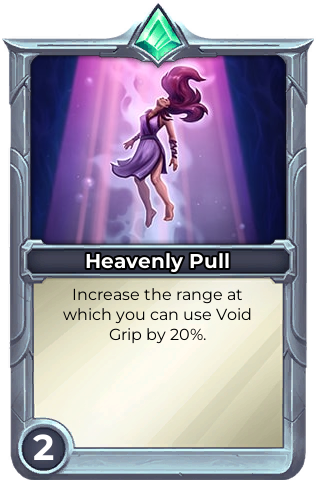 Heavenly Pull
Increase the range at
which you can use Void
Grip by 20%.
2